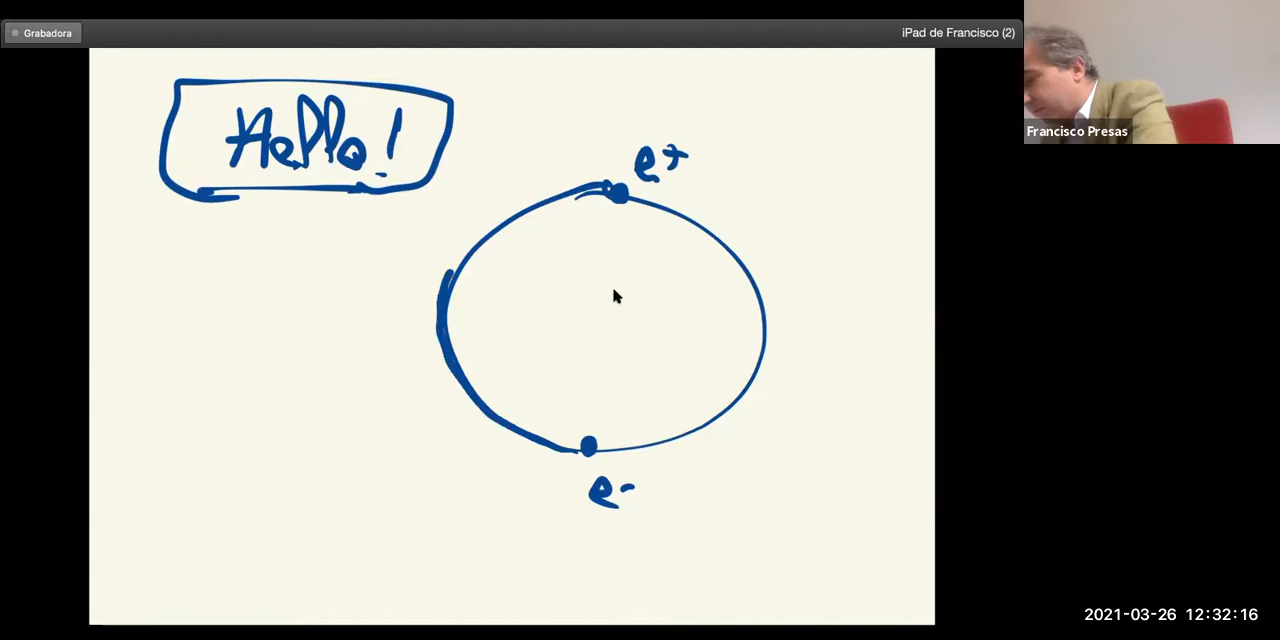 Grabadora
iPad de Francisco (2)
Francisco Presas
Hello!
e+
e-
2021-03-26 12:32:16